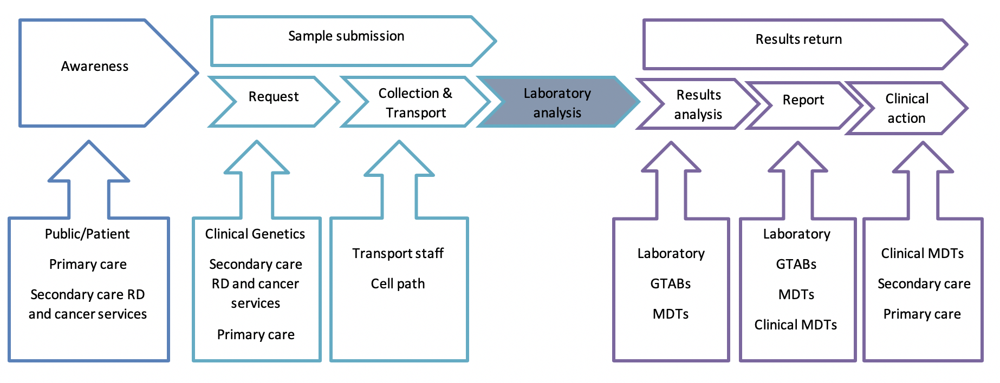 Awareness
Sample submission
Results return
Request
Collection &
Transport
Laboratory
analysis
Results
analysis
Report
Clinical
action
Public/Patient
Primary care
Secondary care RD
and cancer services
Clinical Genetics
Secondary care
RD and cancer
services
Primary care
Transport staff
Cell path
Laboratory
GTABs
MDTs
Laboratory
GTABs
MDTs
Clinical MDTs
Clinical MDTs
Secondary care
Primary care